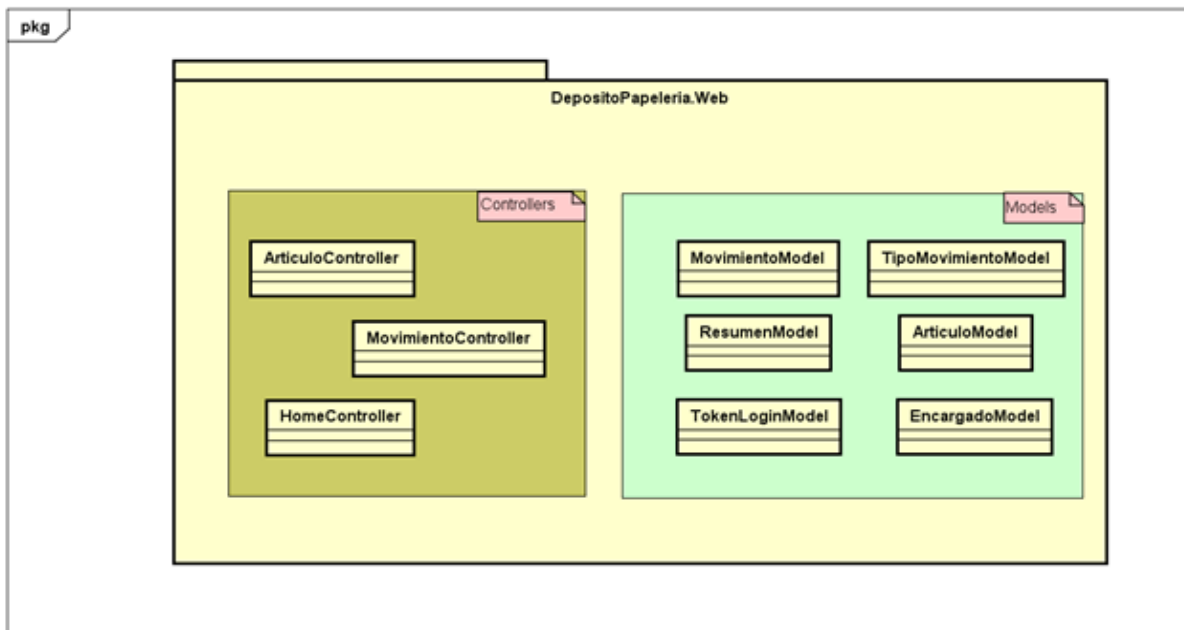 pkg
DepositoPapeleria.Web
Controllers
ArticuloController
MovimientoController
HomeController
Models
MovimientoModel
TipoMovimientoModel
ResumenModel
ArticuloModel
TokenLoginModel
EncargadoModel